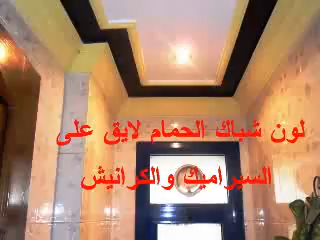 لون شباك الحمام لايق على
السيراميك والكرانيش